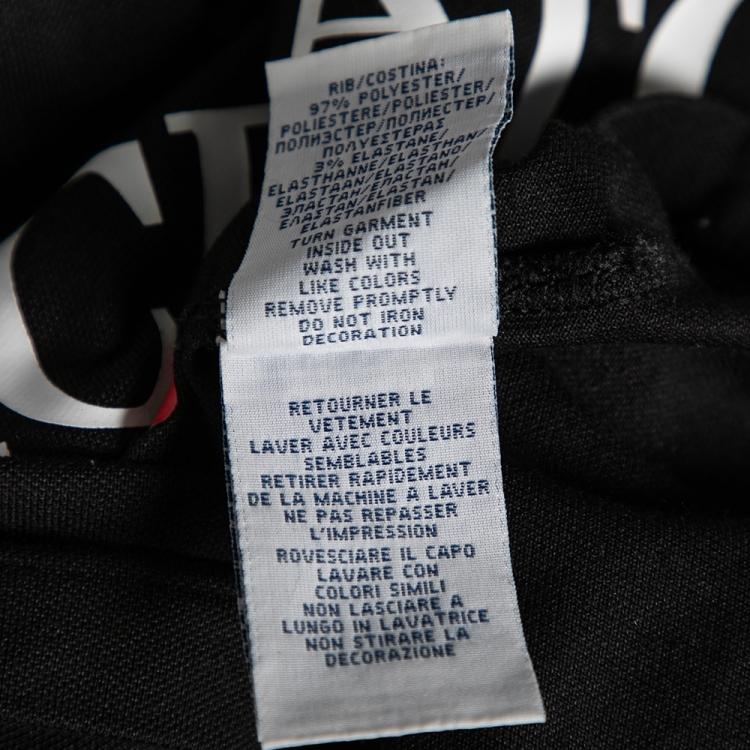 RIB/COSTINA:
97% POLYESTER/
POLIESTERE/POLIESTER/
ПОЛИЭСТЕР/ПОЛИЕСТЕР/
ΠΟΛΥΕΣΤΕΡΑΣ
3% ELASTANE/
ELASTHANNE/ELASTHAN/
ELASTAAN/ELASTANO/
ЭЛАСТАН/ЕЛАСТАН/
ΕΛΑΣΤΑΝ/ELASTAN/
ELASTANFIBER
TURN GARMENT
INSIDE OUT
WASH WITH
LIKE COLORS
REMOVE PROMPTLY
DO NOT IRON
DECORATION
RETOURNER LE
VETEMENT
LAVER AVEC COULEURS
SEMBLABLES
RETIRER RAPIDEMENT
DE LA MACHINE A LAVER
NE PAS REPASSER
L'IMPRESSION
ROVESCIARE IL CAPO
LAVARE CON
COLORI SIMILI
NON LASCIARE A
LUNGO IN LAVATRICE
NON STIRARE LA
DECORAZIONE